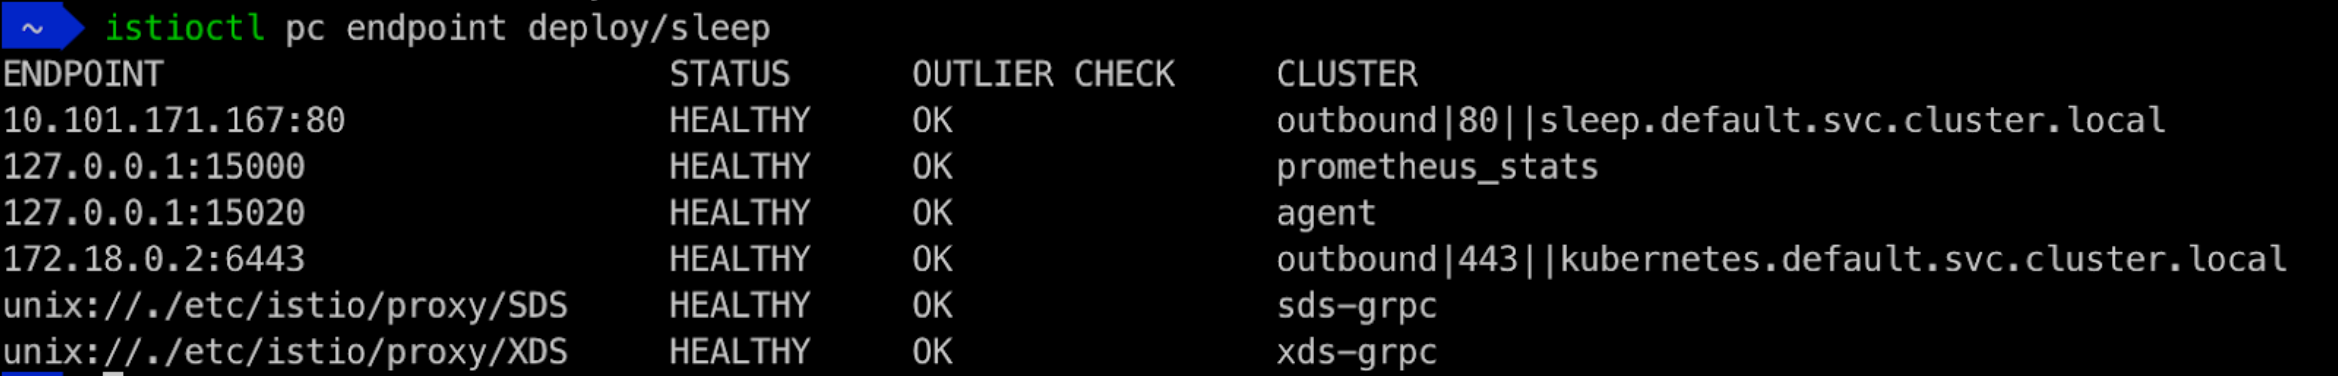 ~ istioctl pc endpoint deploy/sleep
ENDPOINT STATUS OUTLIER CHECK CLUSTER
10.101.171.167:80 HEALTHY OK outbound|80||sleep.default.svc.cluster.local
127.0.0.1:15000 HEALTHY OK prometheus_stats
127.0.0.1:15020 HEALTHY OK agent
172.18.0.2:6443 HEALTHY OK outbound|443||kubernetes.default.svc.cluster.local
unix://./etc/istio/proxy/SDS HEALTHY OK sds-grpc
unix://./etc/istio/proxy/XDS HEALTHY OK xds-grpc